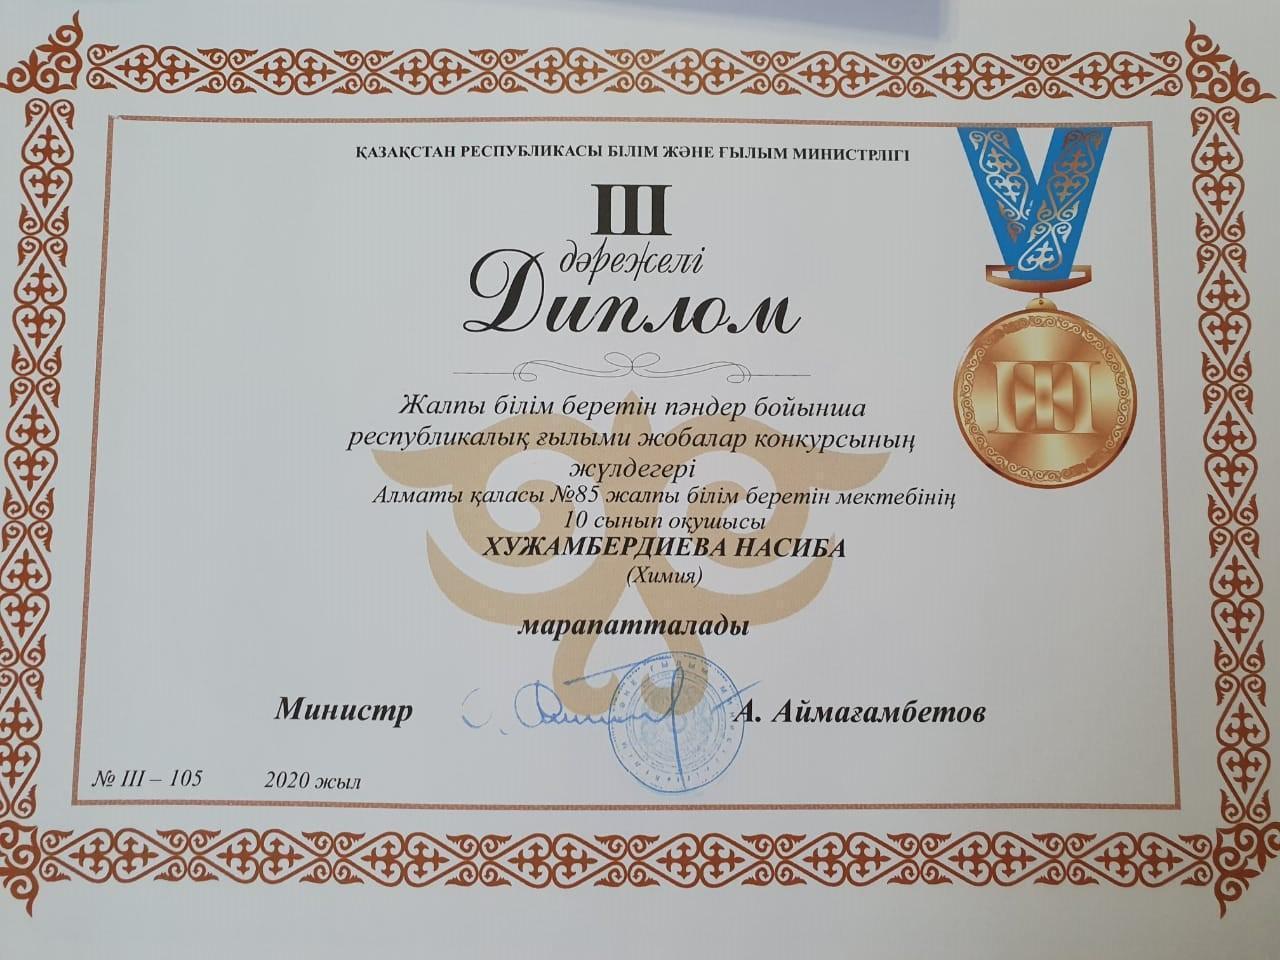 ҚАЗАҚСТАН РЕСПУБЛИКАСЫ БІЛІМ ЖӘНЕ ҒЫЛЫМ МИНИСТРЛІГІ
III
дәрежелі
Диплом
III
Жалпы білім беретін пәндер бойынша
республикалық ғылыми жобалар конкурсының
жүлдегері
Алматы қаласы №85 жалпы білім беретін мектебінің
10 сынып оқушысы
ХУЖАМБЕРДИЕВА НАСИБА
(Химия)
марапатталады
Министр
А. Аймағамбетов
№ III – 105 2020 жыл